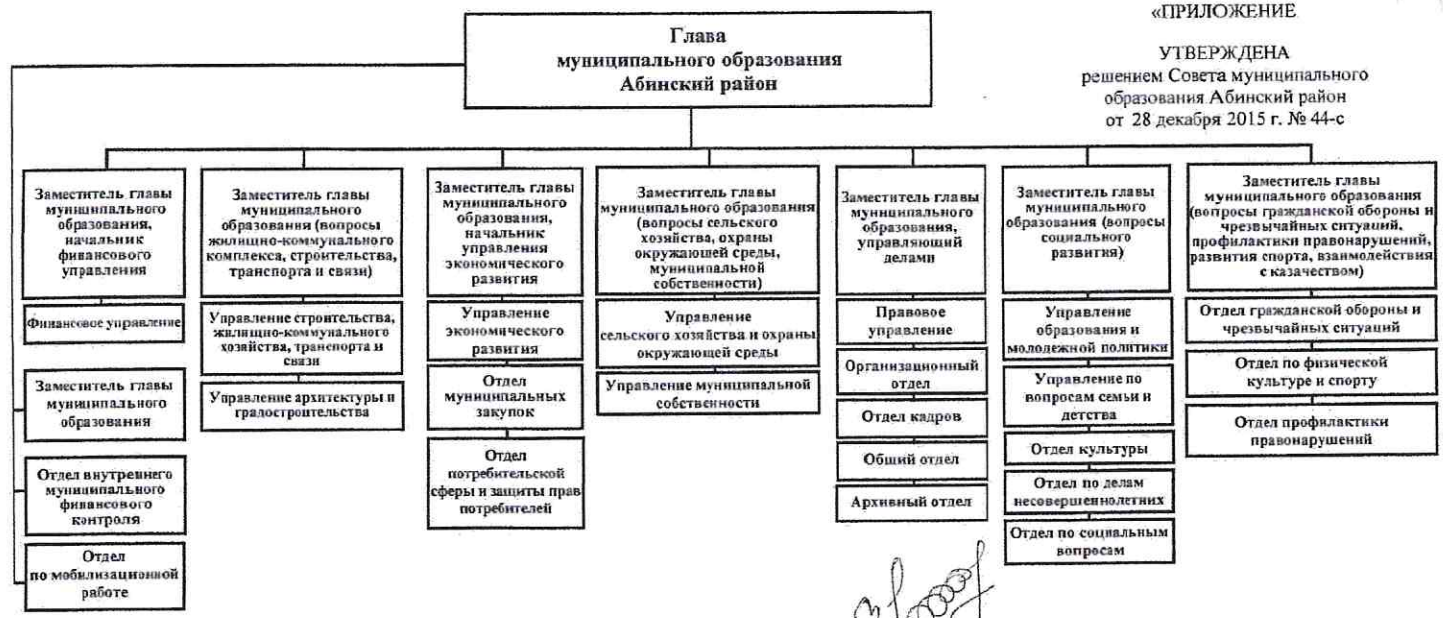 «ПРИЛОЖЕНИЕ
УТВЕРЖДЕНА
решением Совета муниципального
образования Абинский район
от 28 декабря 2015 г. № 44-с
Глава
муниципального образования
Абинский район
Заместитель главы
муниципального
образования,
начальник
финансового
управления
Финансовое управление
Заместитель главы
муниципального
образования
Отдел внутреннего
муниципального
финансового
контроля
Отдел
по мобилизационной
работе
Заместитель главы
муниципального
образования (вопросы
жилищно-коммунального
комплекса, строительства,
транспорта и связи)
Управление строительства,
жилищно-коммунального
хозяйства, транспорта и
связи
Управление архитектуры и
градостроительства
Заместитель главы
муниципального
образования,
начальник
управления
экономического
развития
Управление
экономического
развития
Отдел
муниципальных
закупок
Отдел
потребительской
сферы и защиты прав
потребителей
Заместитель главы
муниципального образования
(вопросы сельского
хозяйства, охраны
окружающей среды,
муниципальной
собственности)
Управление
сельского хозяйства и охраны
окружающей среды
Управление муниципальной
собственности
Заместитель главы
муниципального
образования,
управляющий
делами
Правовое
управление
Организационный
отдел
Отдел кадров
Общий отдел
Архивный отдел
Заместитель главы
муниципального
образования (вопросы
социального
развития)
Управление
образования и
молодежной политики
Управление по
вопросам семьи и
детства
Отдел культуры
Отдел по делам
несовершеннолетних
Отдел по социальным
вопросам
Заместитель главы
муниципального образования
(вопросы гражданской обороны и
чрезвычайных ситуаций,
профилактики правонарушений,
развития спорта, взаимодействия
с казачеством)
Отдел гражданской обороны и
чрезвычайных ситуаций
Отдел по физической
культуре и спорту
Отдел профилактики
правонарушений